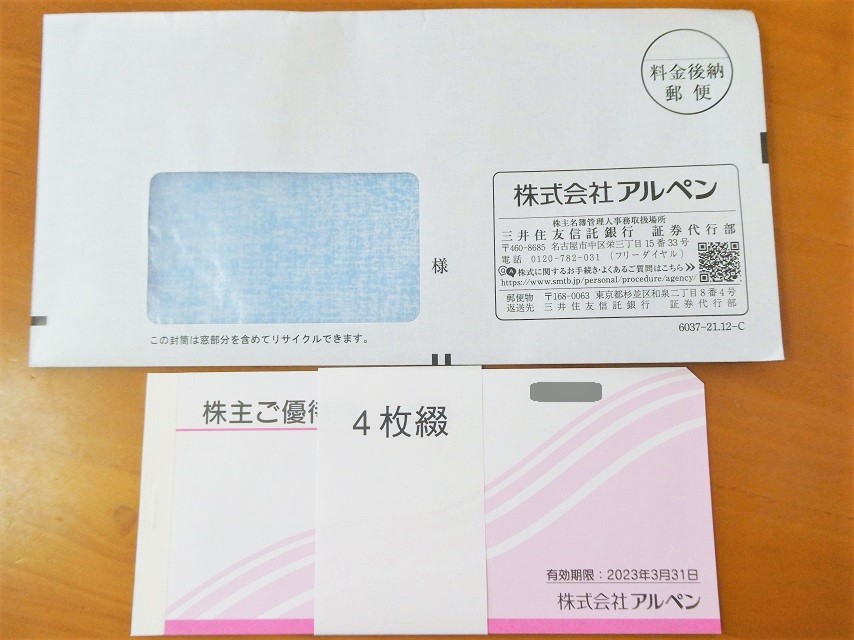 料金後納
郵便
株式会社アルペン
株主名簿管理人事務取扱場所
三井住友信託銀行 証券代行部
〒460-8685 名古屋市中区栄三丁目15番33号
電話 0120-782-031 (フリーダイヤル)
QA株式に関するお手続き・よくあるご質問はこちら
https://www.smtb.jp/personal/procedure/agency/
郵便物 〒168-0063 東京都杉並区和泉二丁目8番4号
返送先 三井住友信託銀行 証券代行部
様
6037-21.12-C
この封筒は窓部分を含めてリサイクルできます。
株主ご優待
4枚綴
有効期限:2023年3月31日
株式会社アルペン